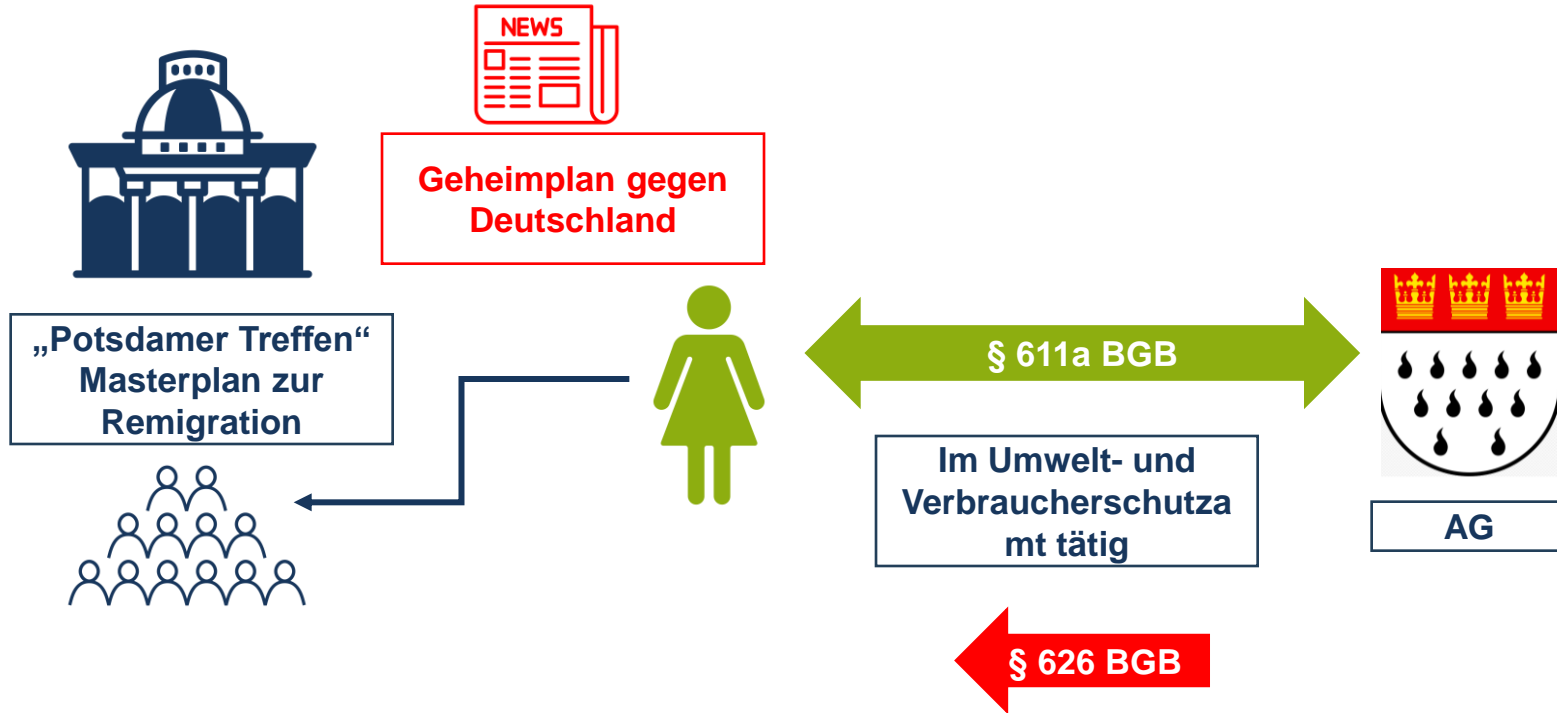 NEWS
Geheimplan gegen
Deutschland
„Potsdamer Treffen“
Masterplan zur
Remigration
§ 611a BGB
Im Umwelt- und
Verbraucherschutza
mt tätig
AG
§ 626 BGB